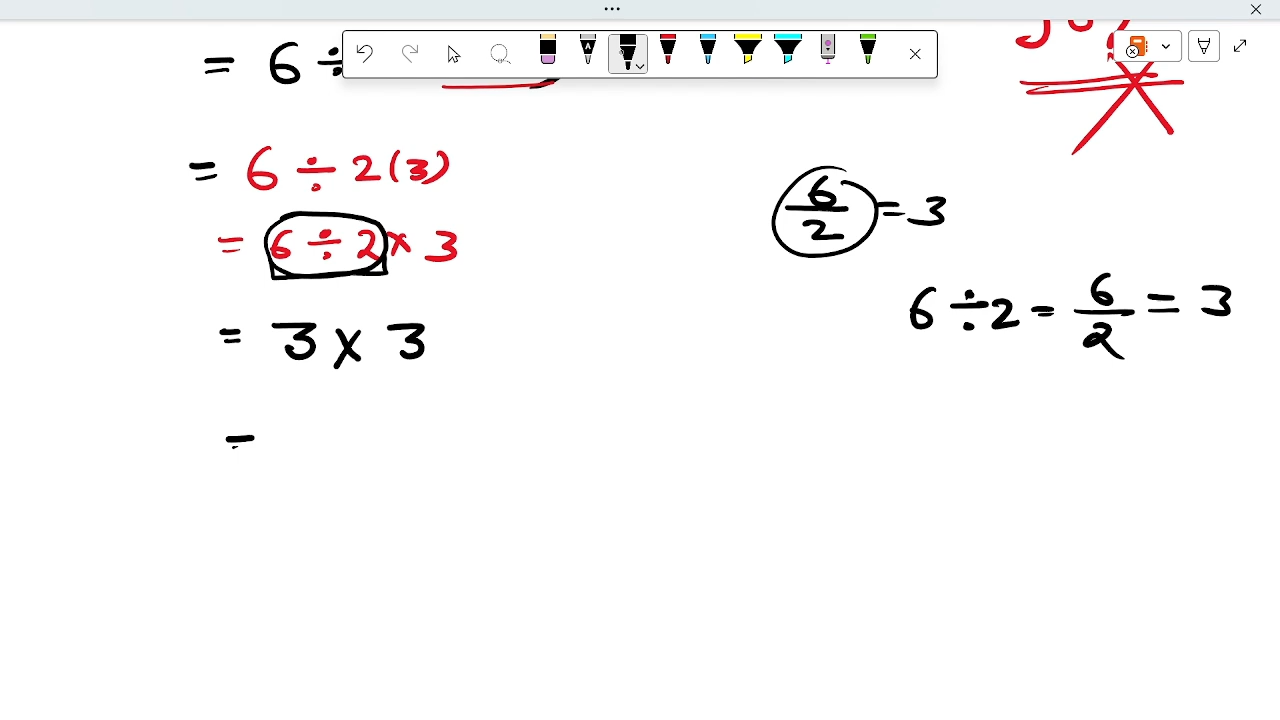 = 6 ÷
= 6 ÷ 2(3)
= 6 ÷ 2 × 3
= 3 × 3
=
6/2 = 3
6 ÷ 2 = 6/2 = 3